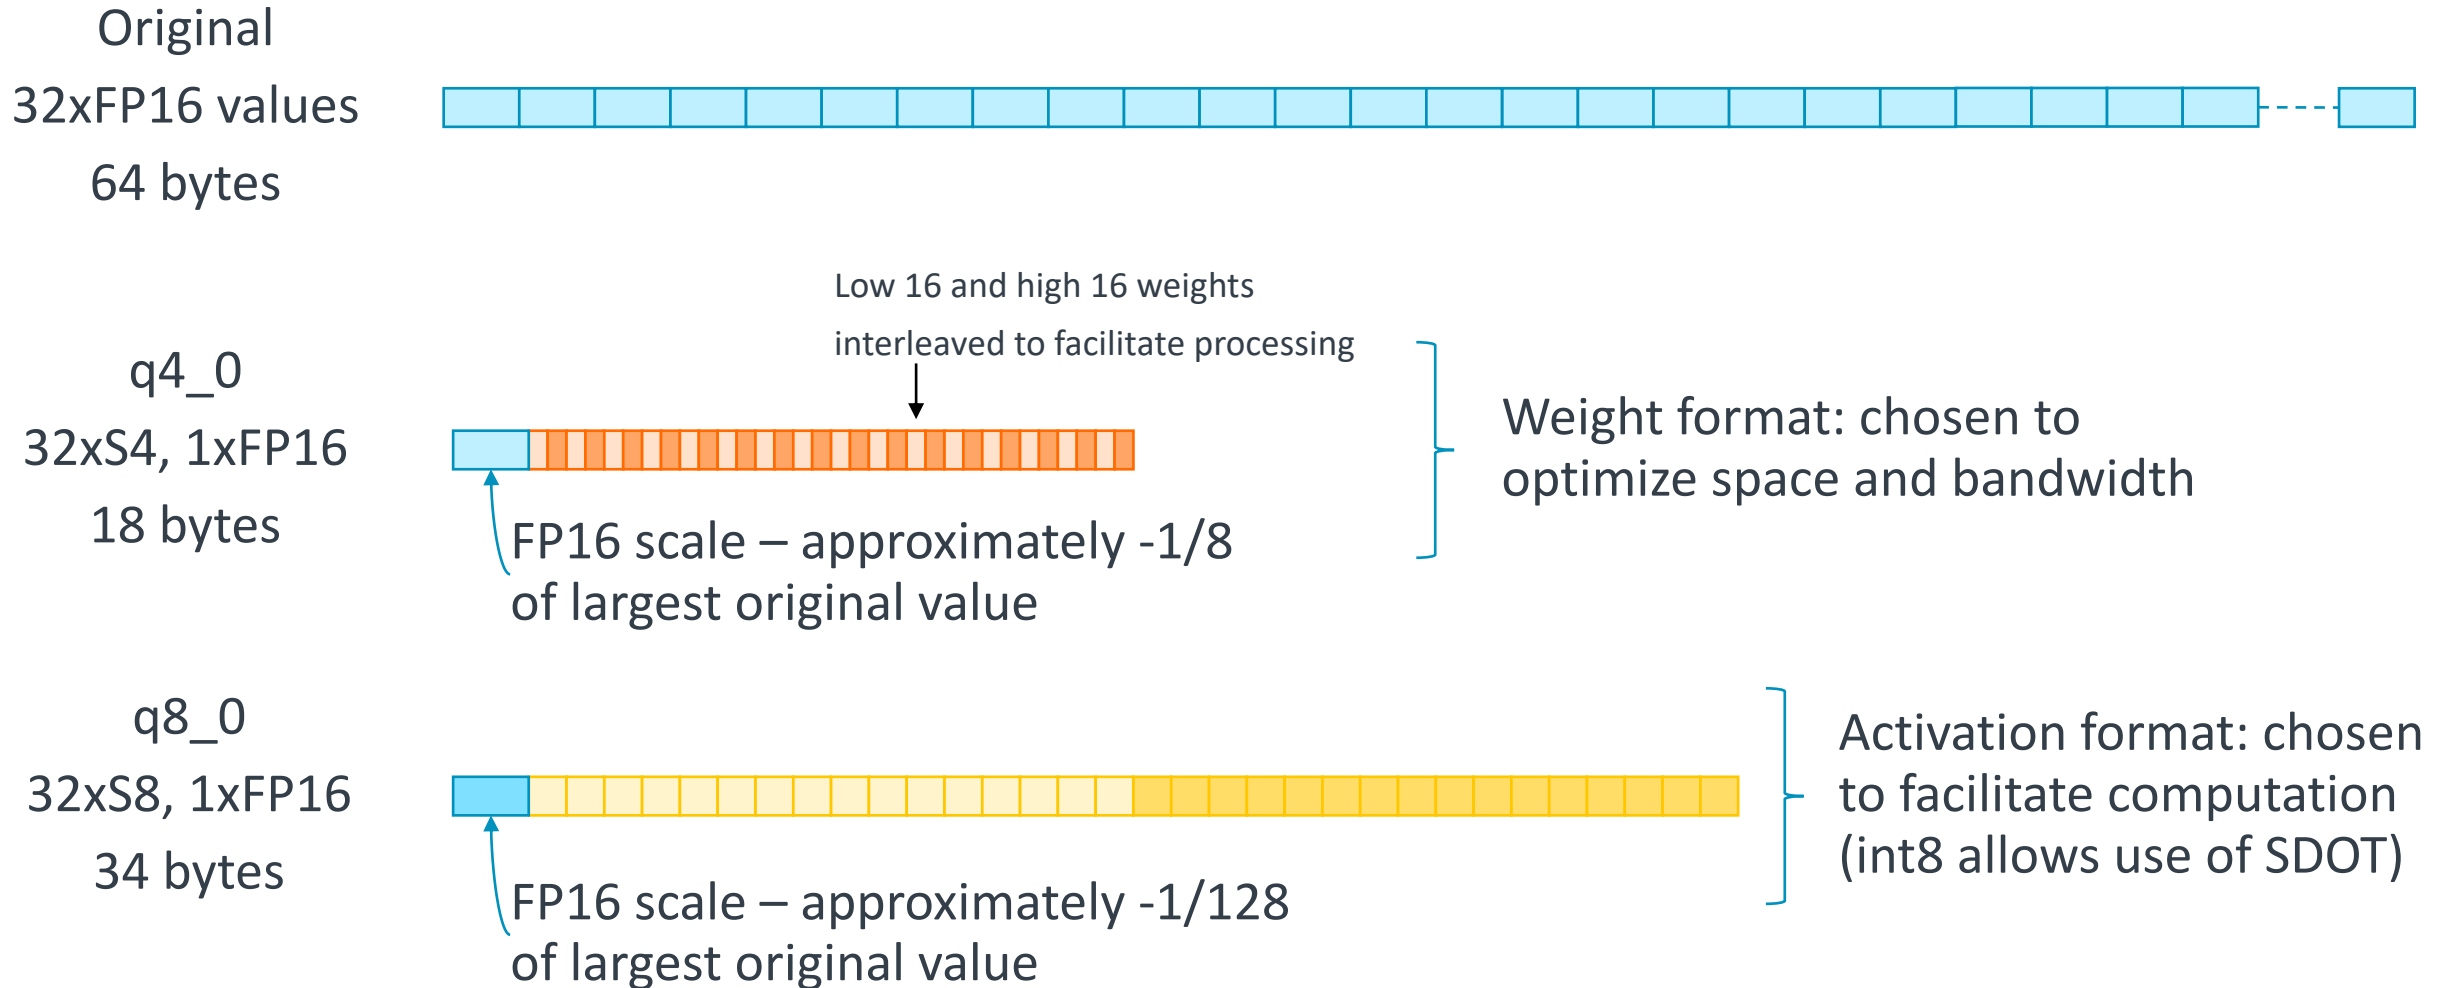 Original
32xFP16 values
64 bytes
Low 16 and high 16 weights
interleaved to facilitate processing
q4_0
32xS4, 1xFP16
18 bytes
FP16 scale – approximately -1/8
of largest original value
Weight format: chosen to
optimize space and bandwidth
q8_0
32xS8, 1xFP16
34 bytes
FP16 scale – approximately -1/128
of largest original value
Activation format: chosen
to facilitate computation
(int8 allows use of SDOT)